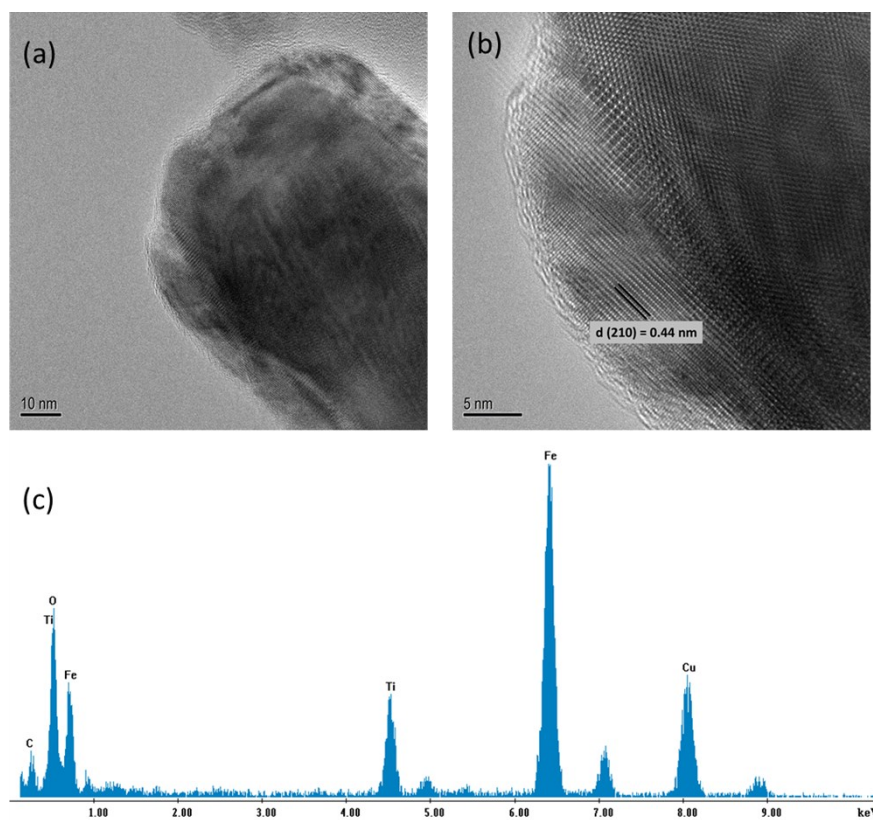 (a)
10 nm
(b)
d (210) = 0.44 nm
5 nm
(c)
Fe
O
Ti
Fe
C
Ti
Cu
1.00 2.00 3.00 4.00 5.00 6.00 7.00 8.00 9.00 keV